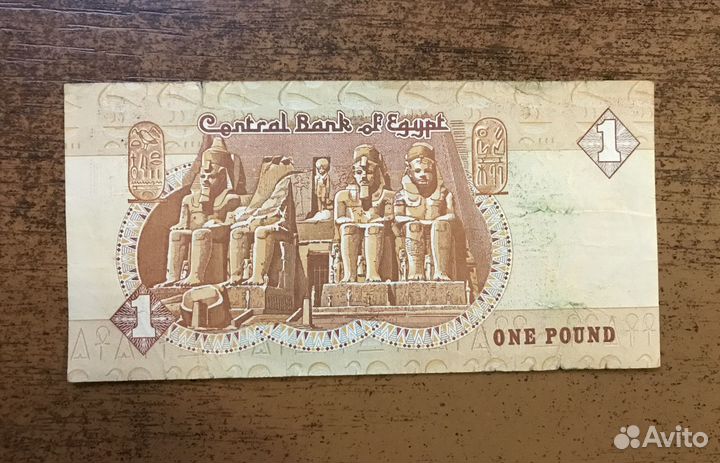 Central Bank of Egypt
1
1
ONE POUND
Avito